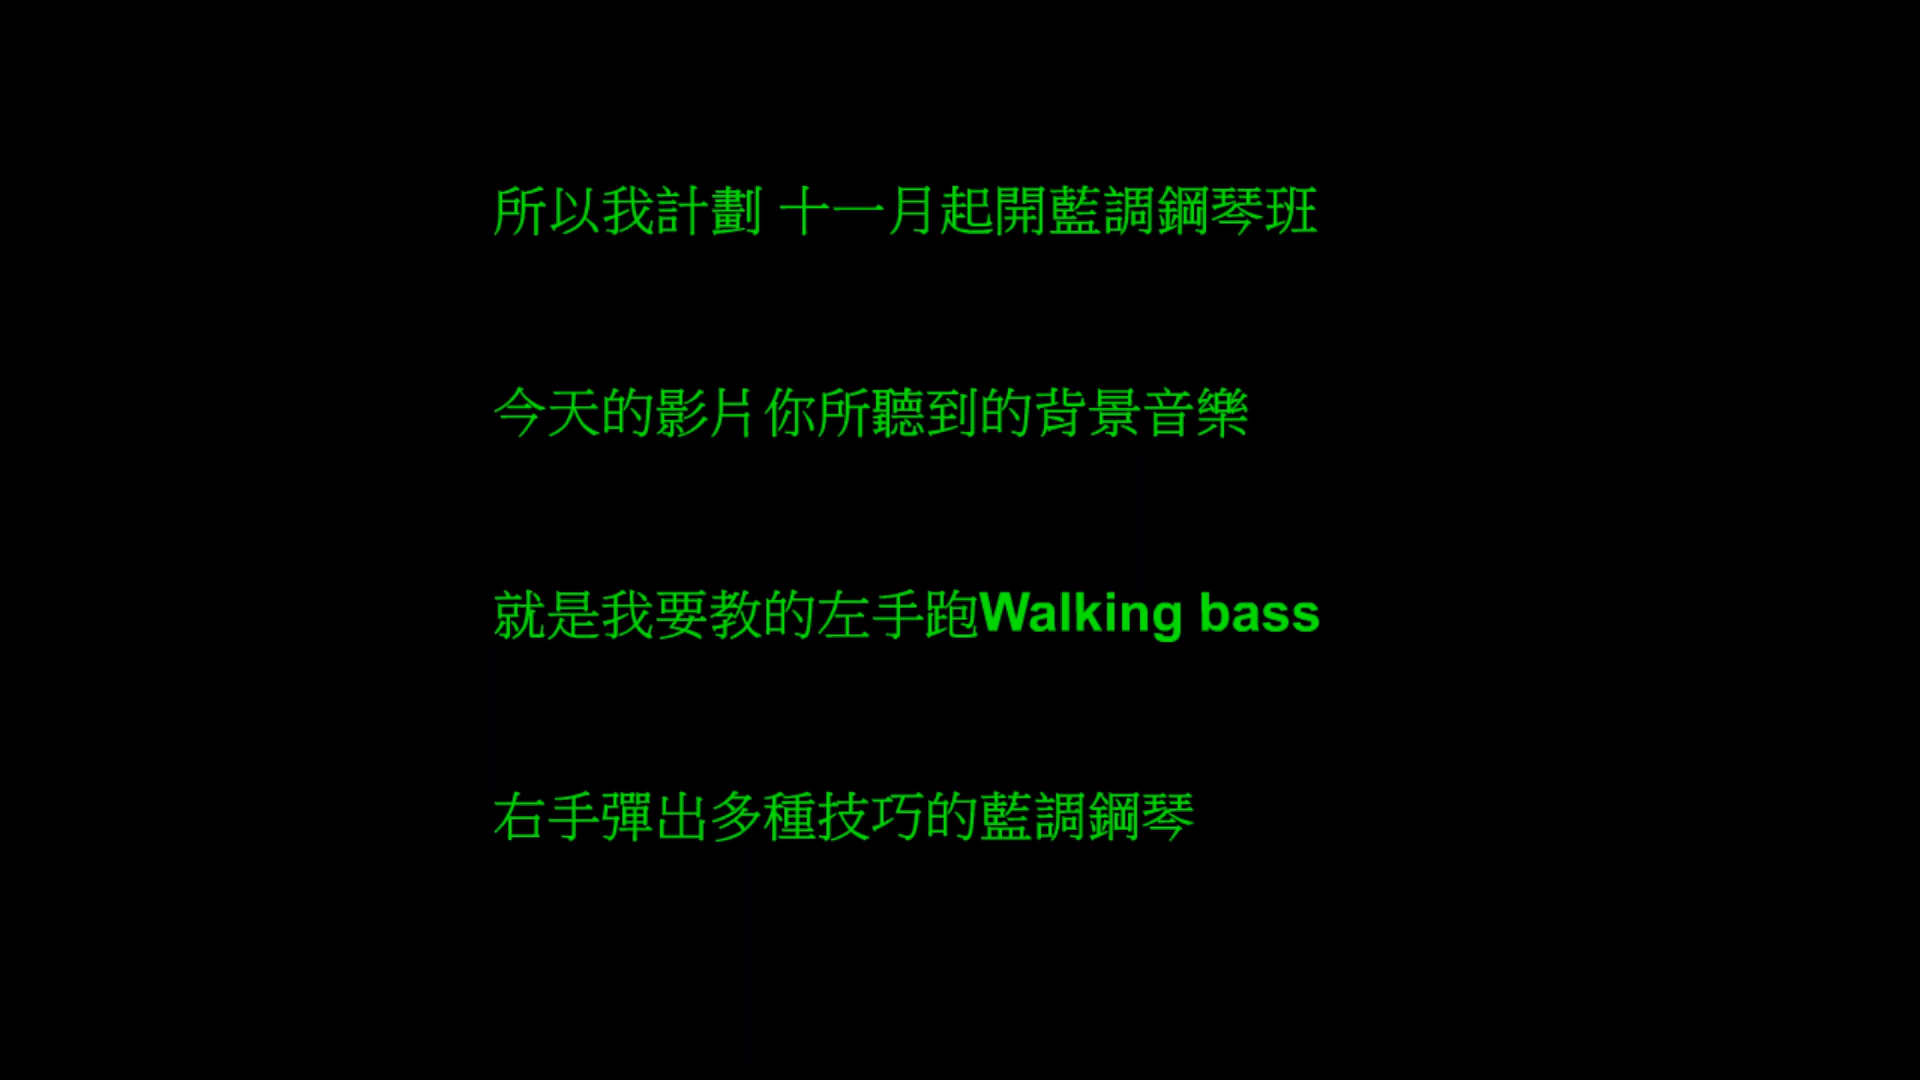 所以我計劃 十一月起開藍調鋼琴班
今天的影片你所聽到的背景音樂
就是我要教的左手跑Walking bass
右手彈出多種技巧的藍調鋼琴